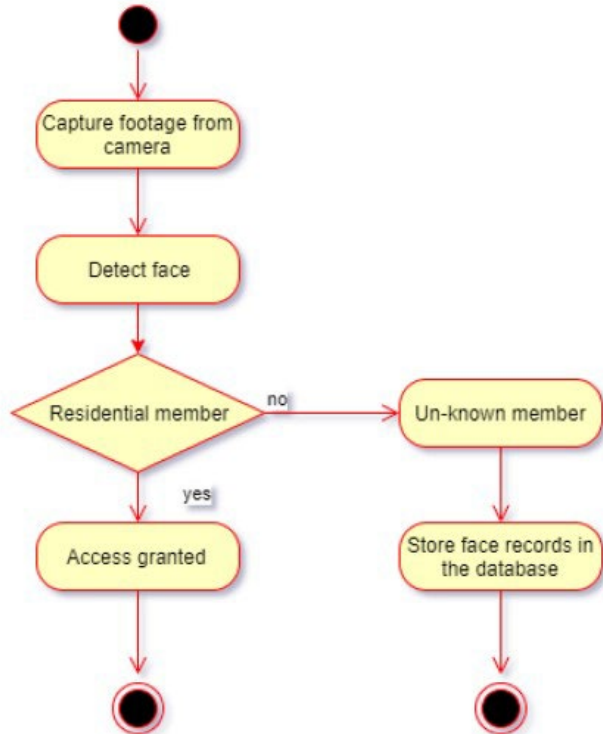 Capture footage from
camera
Detect face
Residential member
no
Un-known member
yes
Access granted
Store face records in
the database